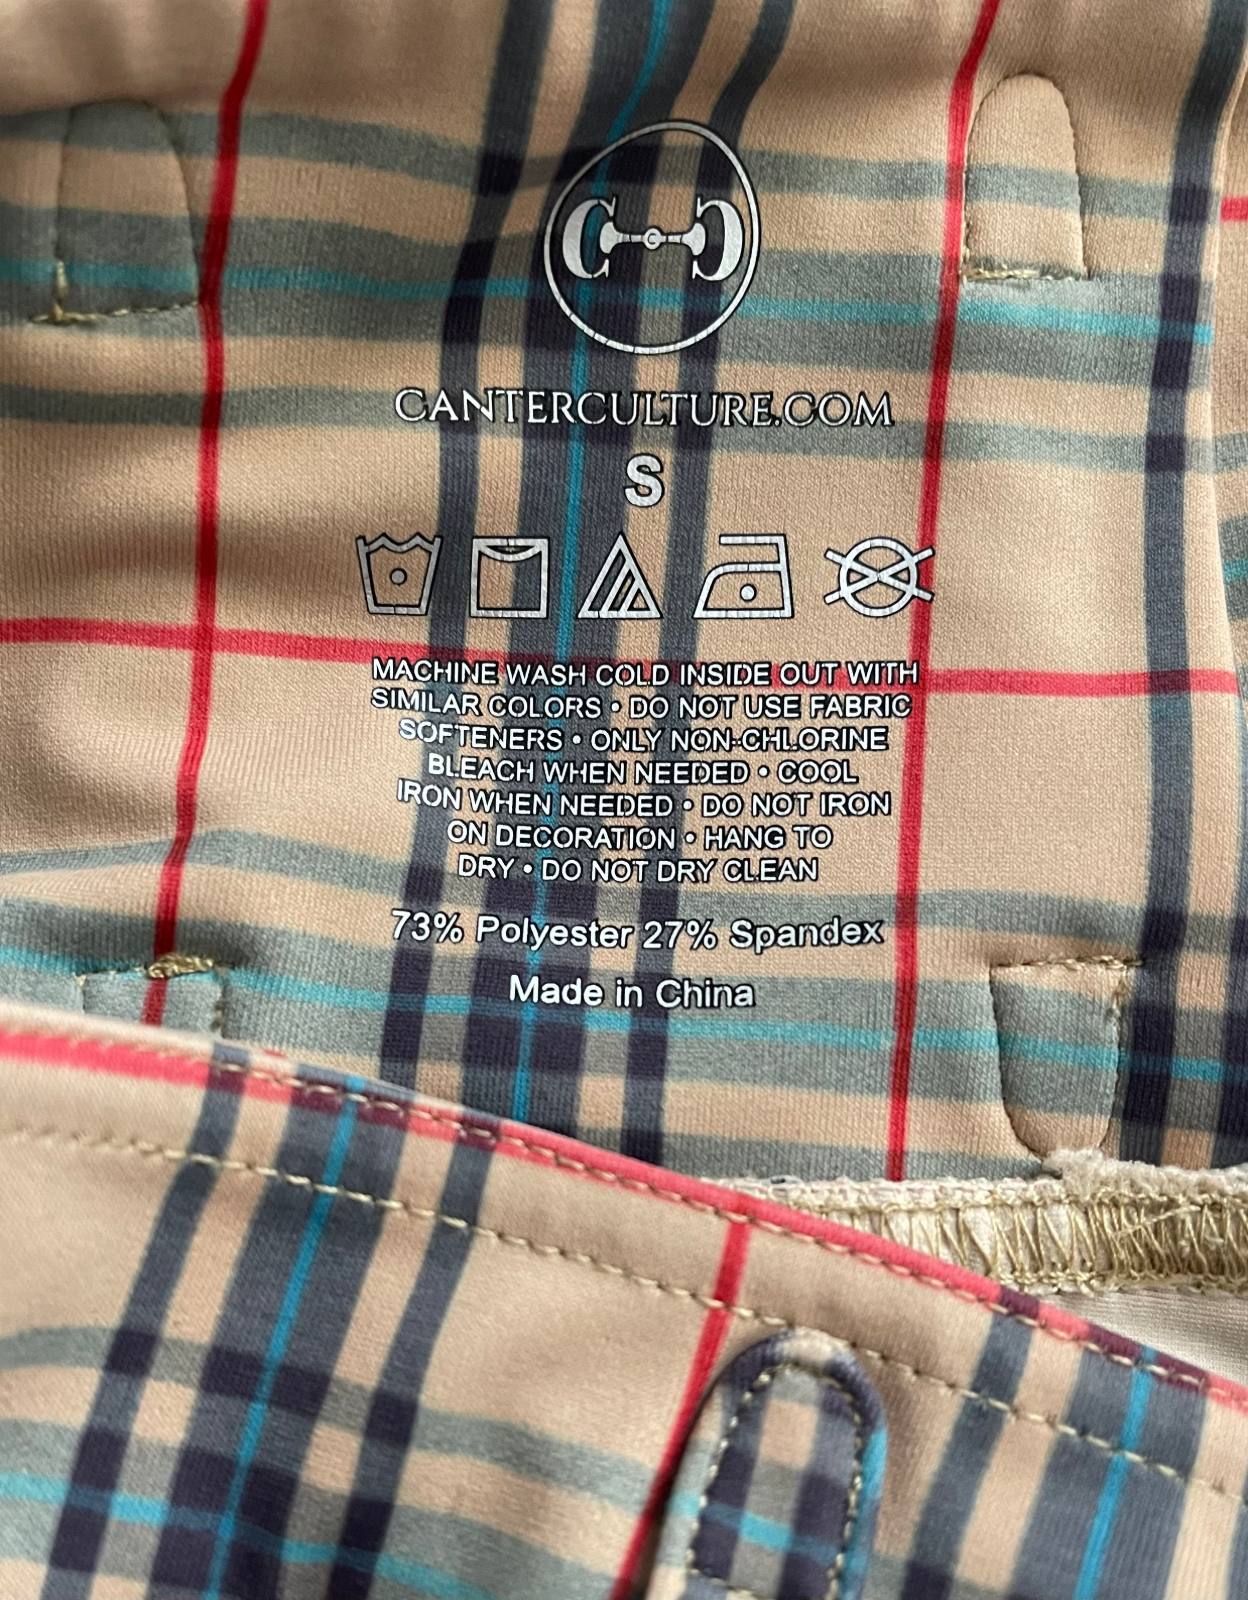 CANTERCULTURE.COM
S
MACHINE WASH COLD INSIDE OUT WITH
SIMILAR COLORS • DO NOT USE FABRIC
SOFTENERS • ONLY NON-CHLORINE
BLEACH WHEN NEEDED • COOL
IRON WHEN NEEDED • DO NOT IRON
ON DECORATION • HANG TO
DRY • DO NOT DRY CLEAN
73% Polyester 27% Spandex
Made in China